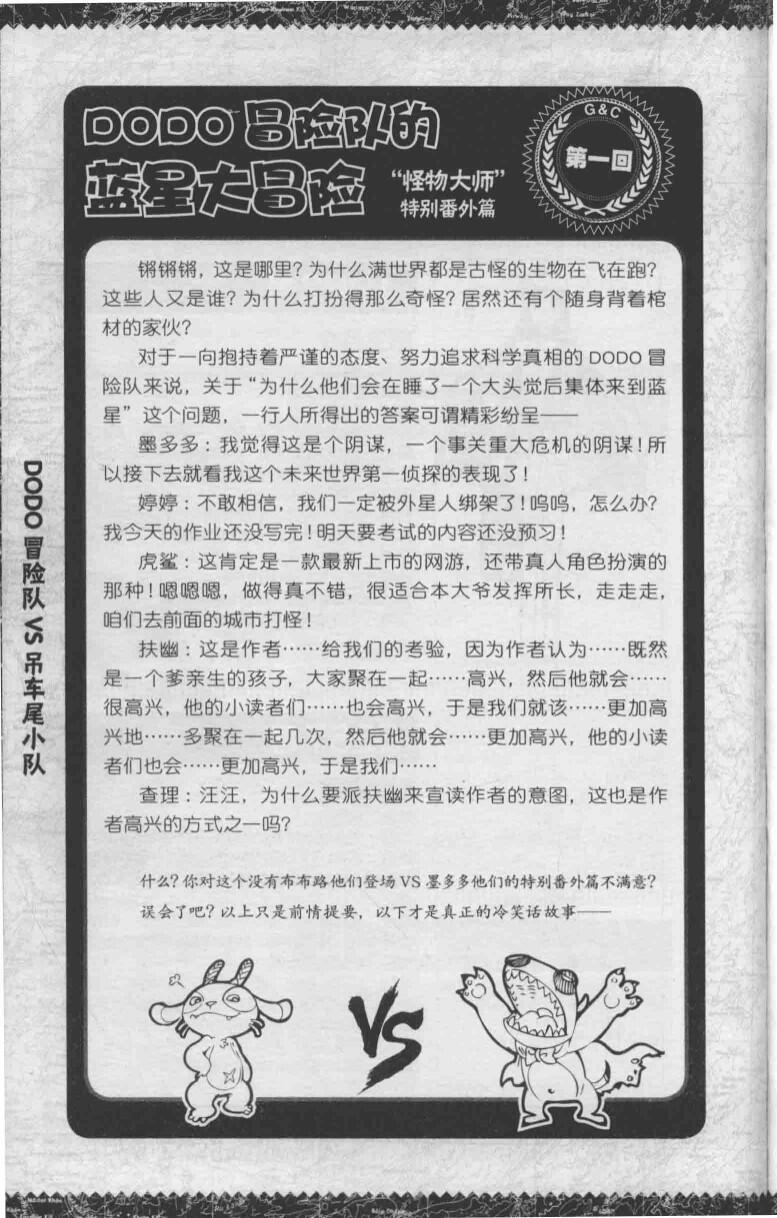 DODO 冒险队的
蓝星大冒险
“怪物大师”
特别番外篇
G&C
第一回
锵锵锵，这是哪里？为什么满世界都是古怪的生物在飞在跑？
这些人又是谁？为什么打扮得那么奇怪？居然还有个随身背着棺
材的家伙？
对于一向抱持着严谨的态度、努力追求科学真相的 DODO 冒
险队来说，关于“为什么他们会在睡了一个大头觉后集体来到蓝
星”这个问题，一行人所得出的答案可谓精彩纷呈——
墨多多：我觉得这是个阴谋，一个事关重大危机的阴谋！所
以接下去就看我这个未来世界第一侦探的表现了！
婷婷：不敢相信，我们一定被外星人绑架了！呜呜，怎么办？
我今天的作业还没写完！明天要考试的内容还没预习！
虎鲨：这肯定是一款最新上市的网游，还带真人角色扮演的
那种！嗯嗯嗯，做得真不错，很适合本大爷发挥所长，走走走，
咱们去前面的城市打怪！
扶幽：这是作者……给我们的考验，因为作者认为……既然
是一个爹亲生的孩子，大家聚在一起……高兴，然后他就会……
很高兴，他的小读者们……也会高兴，于是我们就该……更加高
兴地……多聚在一起几次，然后他就会……更加高兴，他的小读
者们也会……更加高兴，于是我们……
查理：汪汪，为什么要派扶幽来宣读作者的意图，这也是作
者高兴的方式之一吗？
什么？你对这个没有布布路他们登场 VS 墨多多他们的特别番外篇不满意？
误会了吧？以上只是前情提要，以下才是真正的冷笑话故事——
VS
DODO 冒险队 VS 吊车尾小队